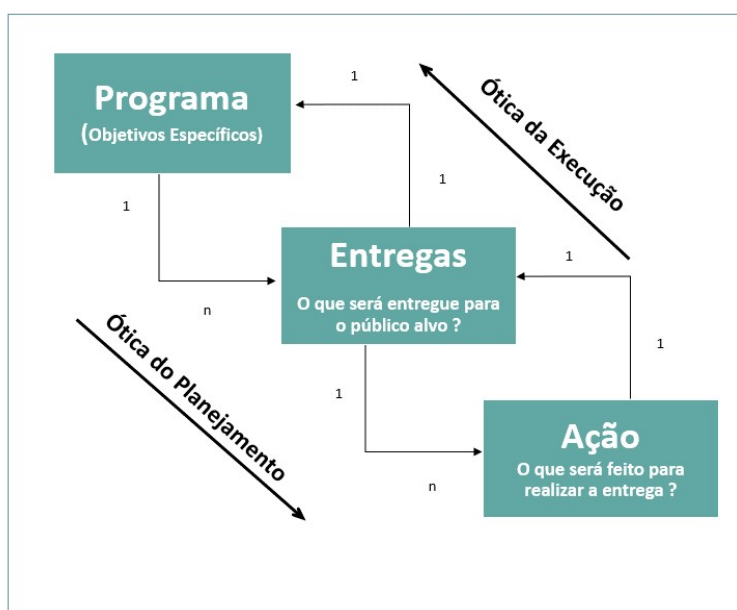 Programa
(Objetivos Específicos)
1
1
Ótica da Execução
1
n
Entregas
O que será entregue para
o público alvo ?
1
Ótica do Planejamento
1
1
n
Ação
O que será feito para
realizar a entrega ?